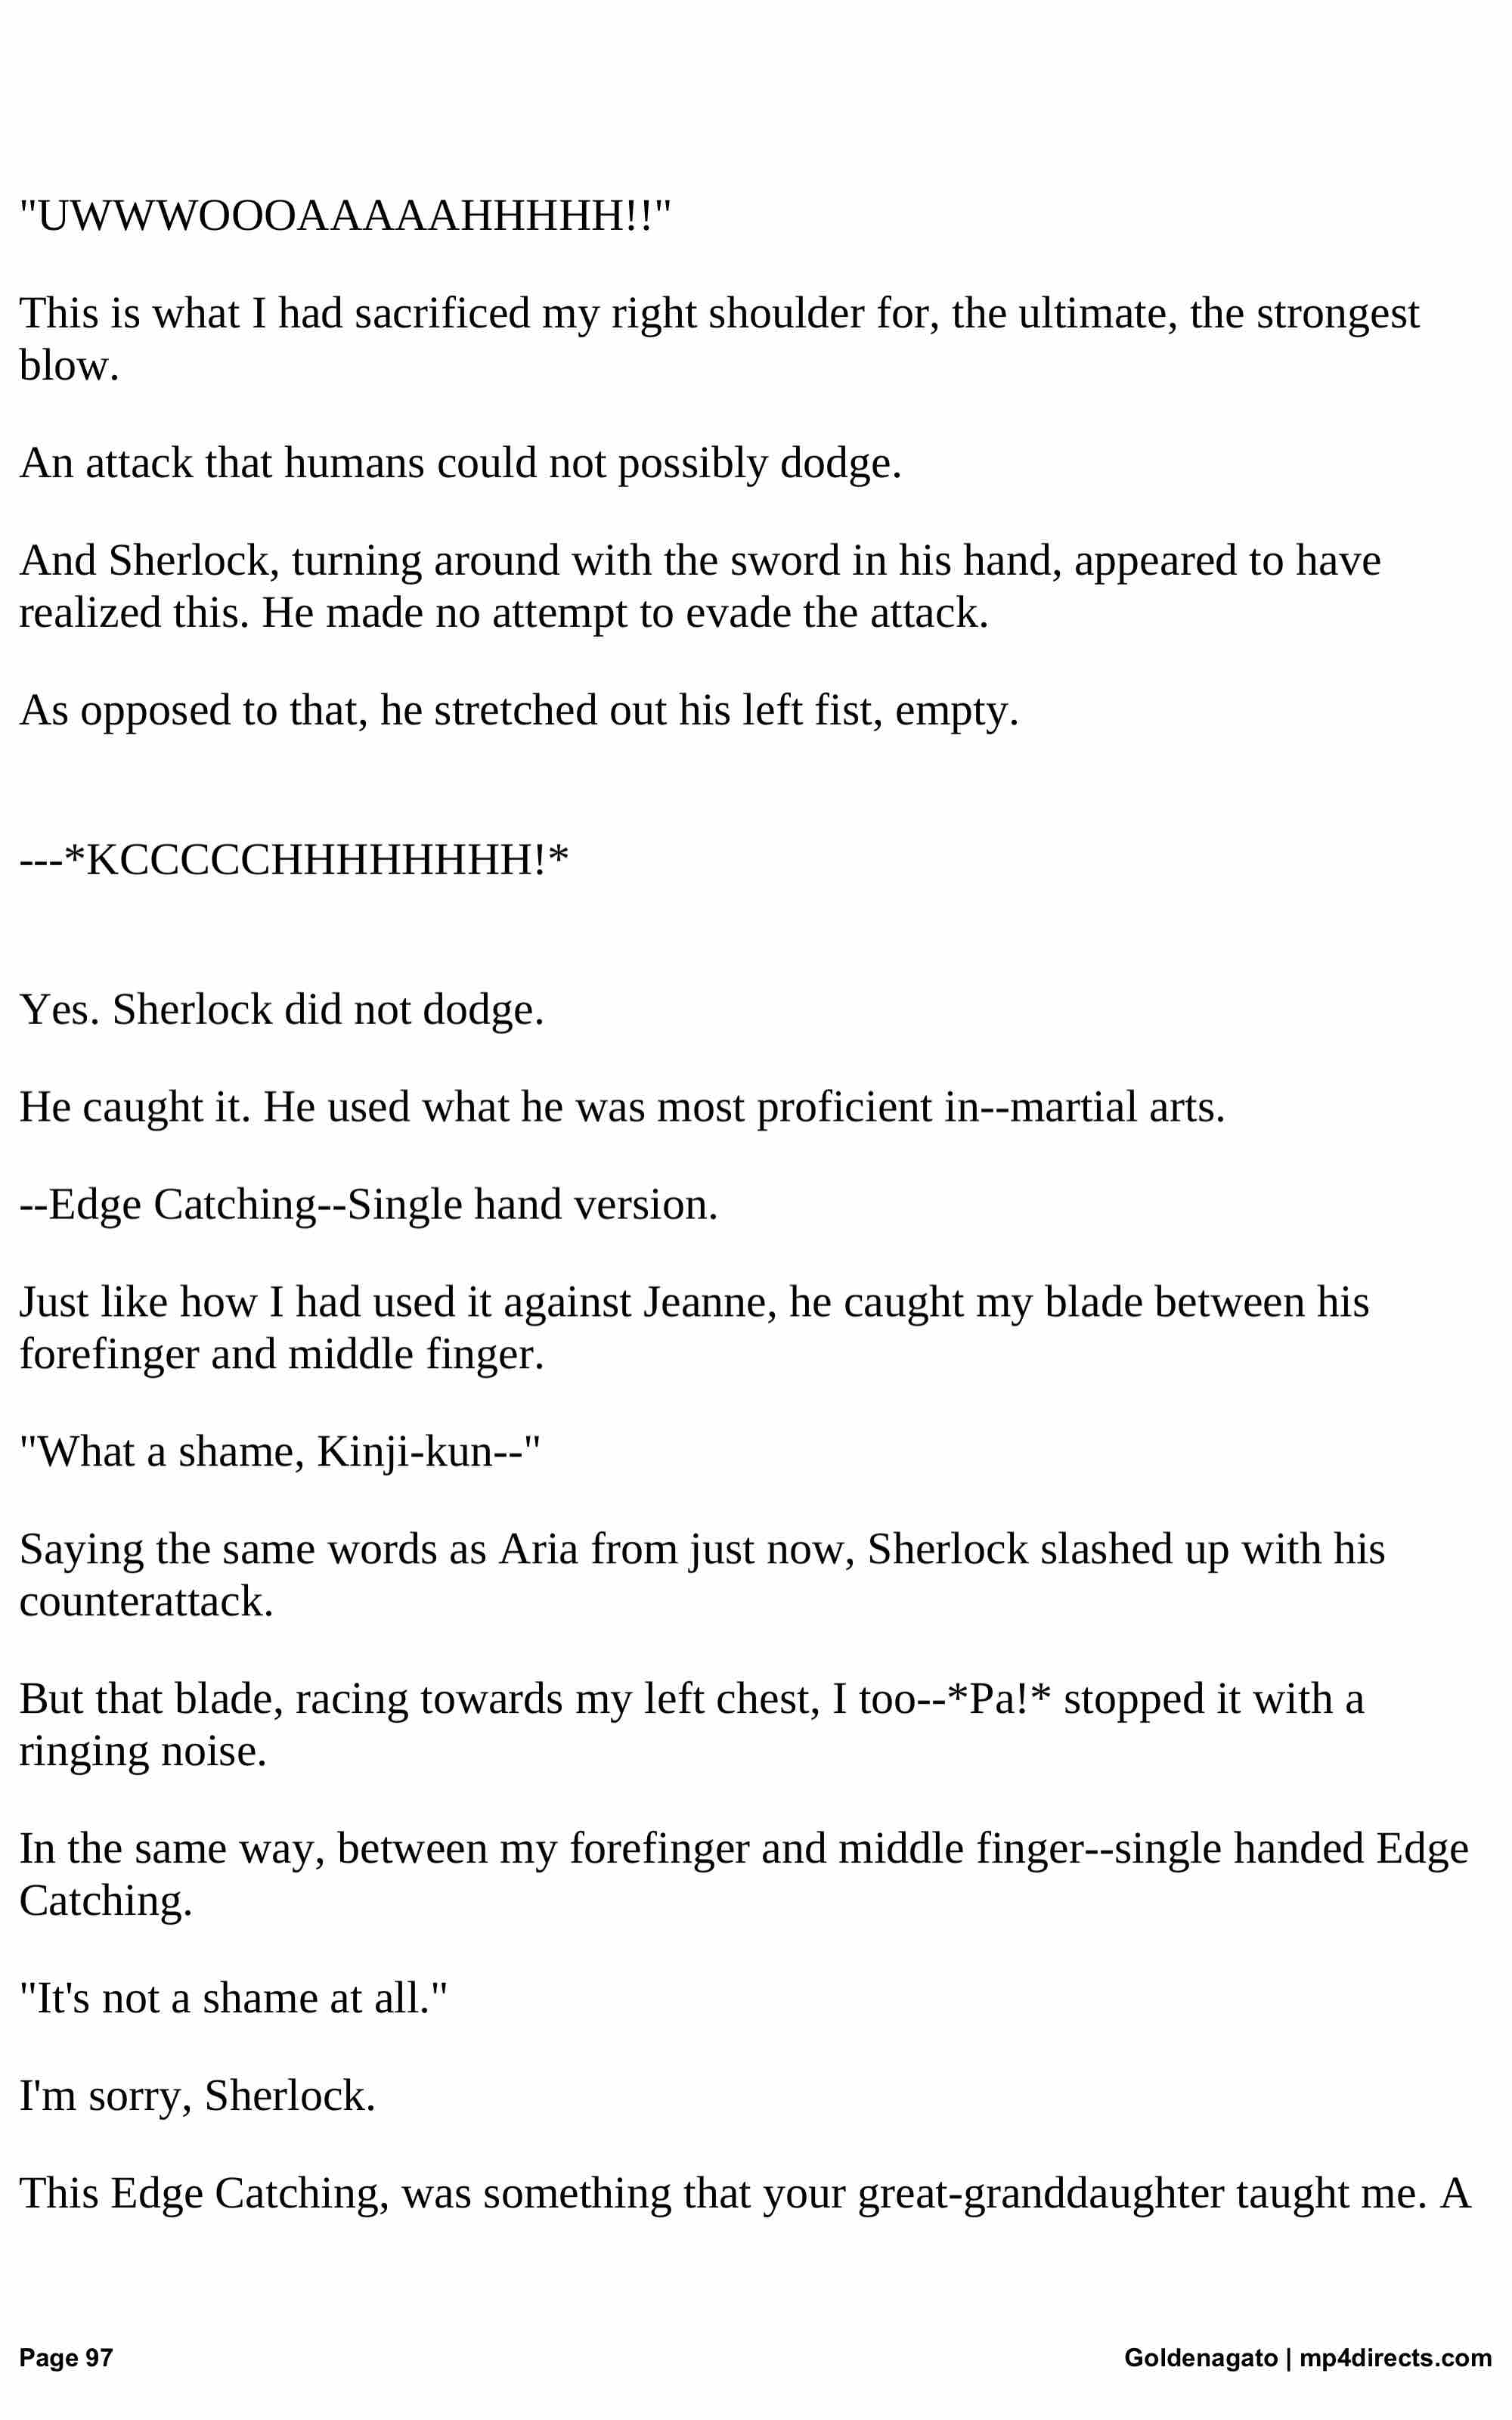 "UWWWOOOAAAAAHHHHH!!"
This is what I had sacrificed my right shoulder for, the ultimate, the strongest
blow.
An attack that humans could not possibly dodge.
And Sherlock, turning around with the sword in his hand, appeared to have
realized this. He made no attempt to evade the attack.
As opposed to that, he stretched out his left fist, empty.
---*KCCCCCHHHHHHHH!*
Yes. Sherlock did not dodge.
He caught it. He used what he was most proficient in--martial arts.
--Edge Catching--Single hand version.
Just like how I had used it against Jeanne, he caught my blade between his
forefinger and middle finger.
"What a shame, Kinji-kun--"
Saying the same words as Aria from just now, Sherlock slashed up with his
counterattack.
But that blade, racing towards my left chest, I too--*Pa!* stopped it with a
ringing noise.
In the same way, between my forefinger and middle finger--single handed Edge
Catching.
"It's not a shame at all."
I'm sorry, Sherlock.
This Edge Catching, was something that your great-granddaughter taught me. A
Page 97
Goldenagato | mp4directs.com